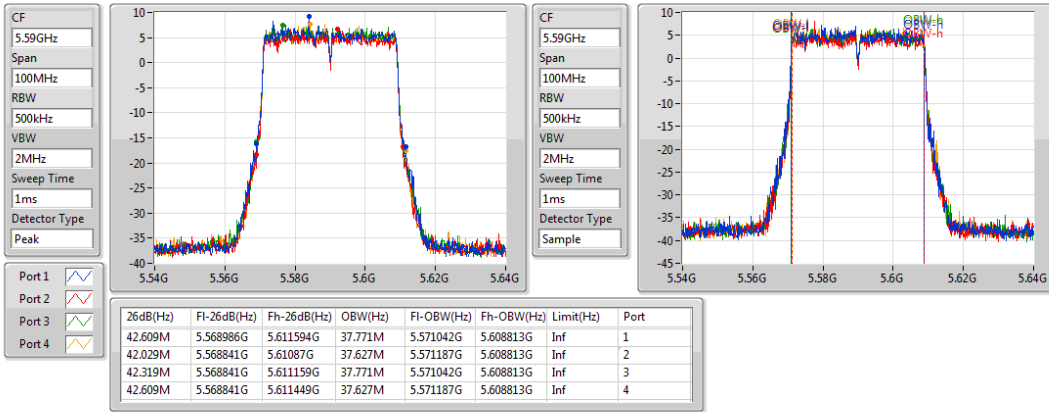 CF
5.59GHz
Span
100MHz
RBW
500kHz
VBW
2MHz
Sweep Time
1ms
Detector Type
Peak
10
5
0
-5
-10
-15
-20
-25
-30
-35
-40
5.54G 5.56G 5.58G 5.6G 5.62G 5.64G
CF
5.59GHz
Span
100MHz
RBW
500kHz
VBW
2MHz
Sweep Time
1ms
Detector Type
Sample
10
5
0
-5
-10
-15
-20
-25
-30
-35
-40
-45
5.54G 5.56G 5.58G 5.6G 5.62G 5.64G
OBW-l
OBW-h
OBW-h
OBW-h
Port 1
Port 2
Port 3
Port 4
26dB(Hz) Fl-26dB(Hz) Fh-26dB(Hz) OBW(Hz) Fl-OBW(Hz) Fh-OBW(Hz) Limit(Hz) Port
42.609M 5.568986G 5.611594G 37.771M 5.571042G 5.608813G Inf 1
42.029M 5.568841G 5.61087G 37.627M 5.571187G 5.608813G Inf 2
42.319M 5.568841G 5.611159G 37.771M 5.571042G 5.608813G Inf 3
42.609M 5.568841G 5.611449G 37.627M 5.571187G 5.608813G Inf 4